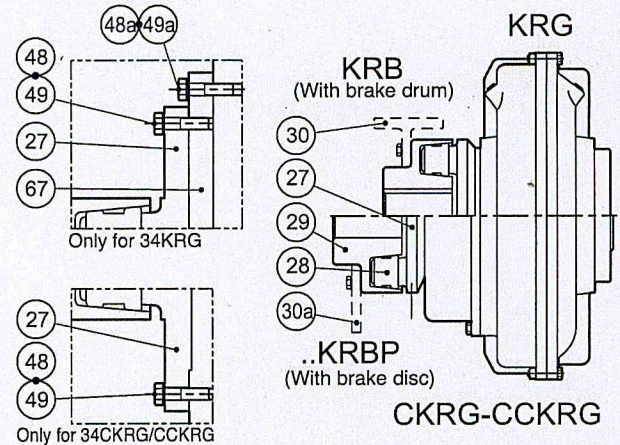 48a 49a
48
49
27
67
Only for 34KRG
27
48
49
Only for 34CKRG/CCKRG
KRG
KRB
(With brake drum)
30
27
29
28
30a
..KRBP
(With brake disc)
CKRG-CCKRG